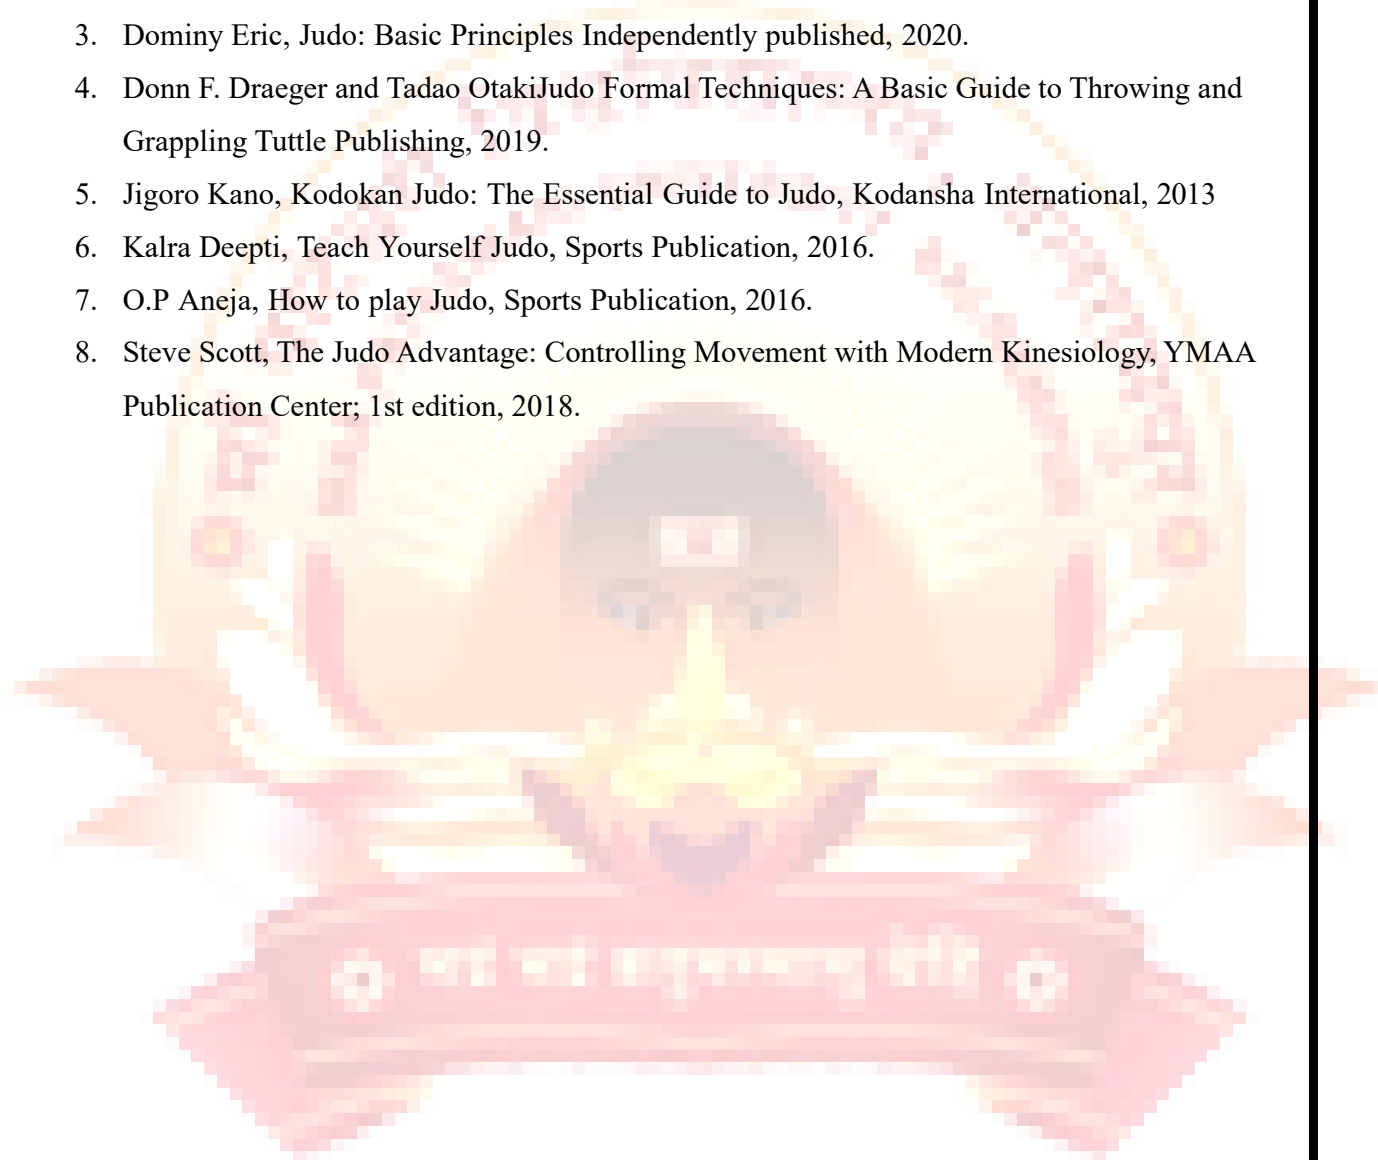 3. Dominy Eric, Judo: Basic Principles Independently published, 2020.
4. Donn F. Draeger and Tadao OtakiJudo Formal Techniques: A Basic Guide to Throwing and
Grappling Tuttle Publishing, 2019.
5. Jigoro Kano, Kodokan Judo: The Essential Guide to Judo, Kodansha International, 2013
6. Kalra Deepti, Teach Yourself Judo, Sports Publication, 2016.
7. O.P Aneja, How to play Judo, Sports Publication, 2016.
8. Steve Scott, The Judo Advantage: Controlling Movement with Modern Kinesiology, YMAA
Publication Center; 1st edition, 2018.